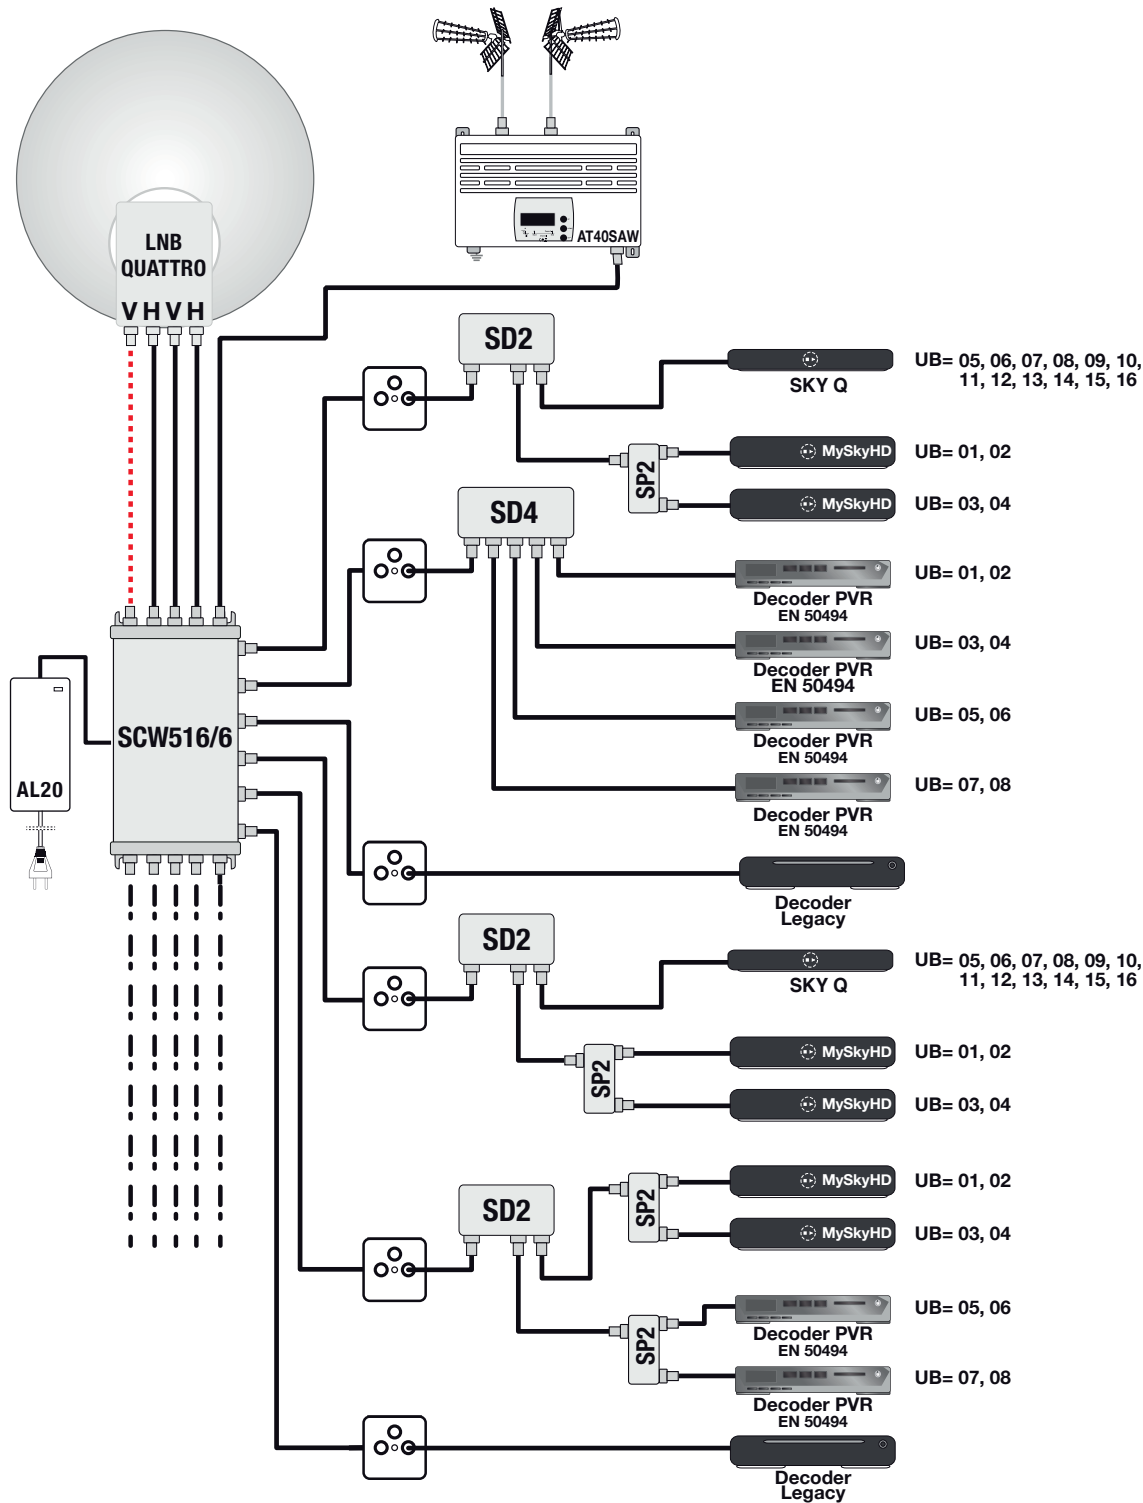 LNB
QUATTRO
V H V H
AT40SAW
SD2
SKY Q
UB= 05, 06, 07, 08, 09, 10,
11, 12, 13, 14, 15, 16
SP2
MySkyHD
UB= 01, 02
MySkyHD
UB= 03, 04
SD4
Decoder PVR
EN 50494
UB= 01, 02
Decoder PVR
EN 50494
UB= 03, 04
Decoder PVR
EN 50494
UB= 05, 06
Decoder PVR
EN 50494
UB= 07, 08
SCW516/6
AL20
Decoder
Legacy
SD2
SKY Q
UB= 05, 06, 07, 08, 09, 10,
11, 12, 13, 14, 15, 16
SP2
MySkyHD
UB= 01, 02
MySkyHD
UB= 03, 04
SD2
SP2
MySkyHD
UB= 01, 02
MySkyHD
UB= 03, 04
SP2
Decoder PVR
EN 50494
UB= 05, 06
Decoder PVR
EN 50494
UB= 07, 08
Decoder
Legacy